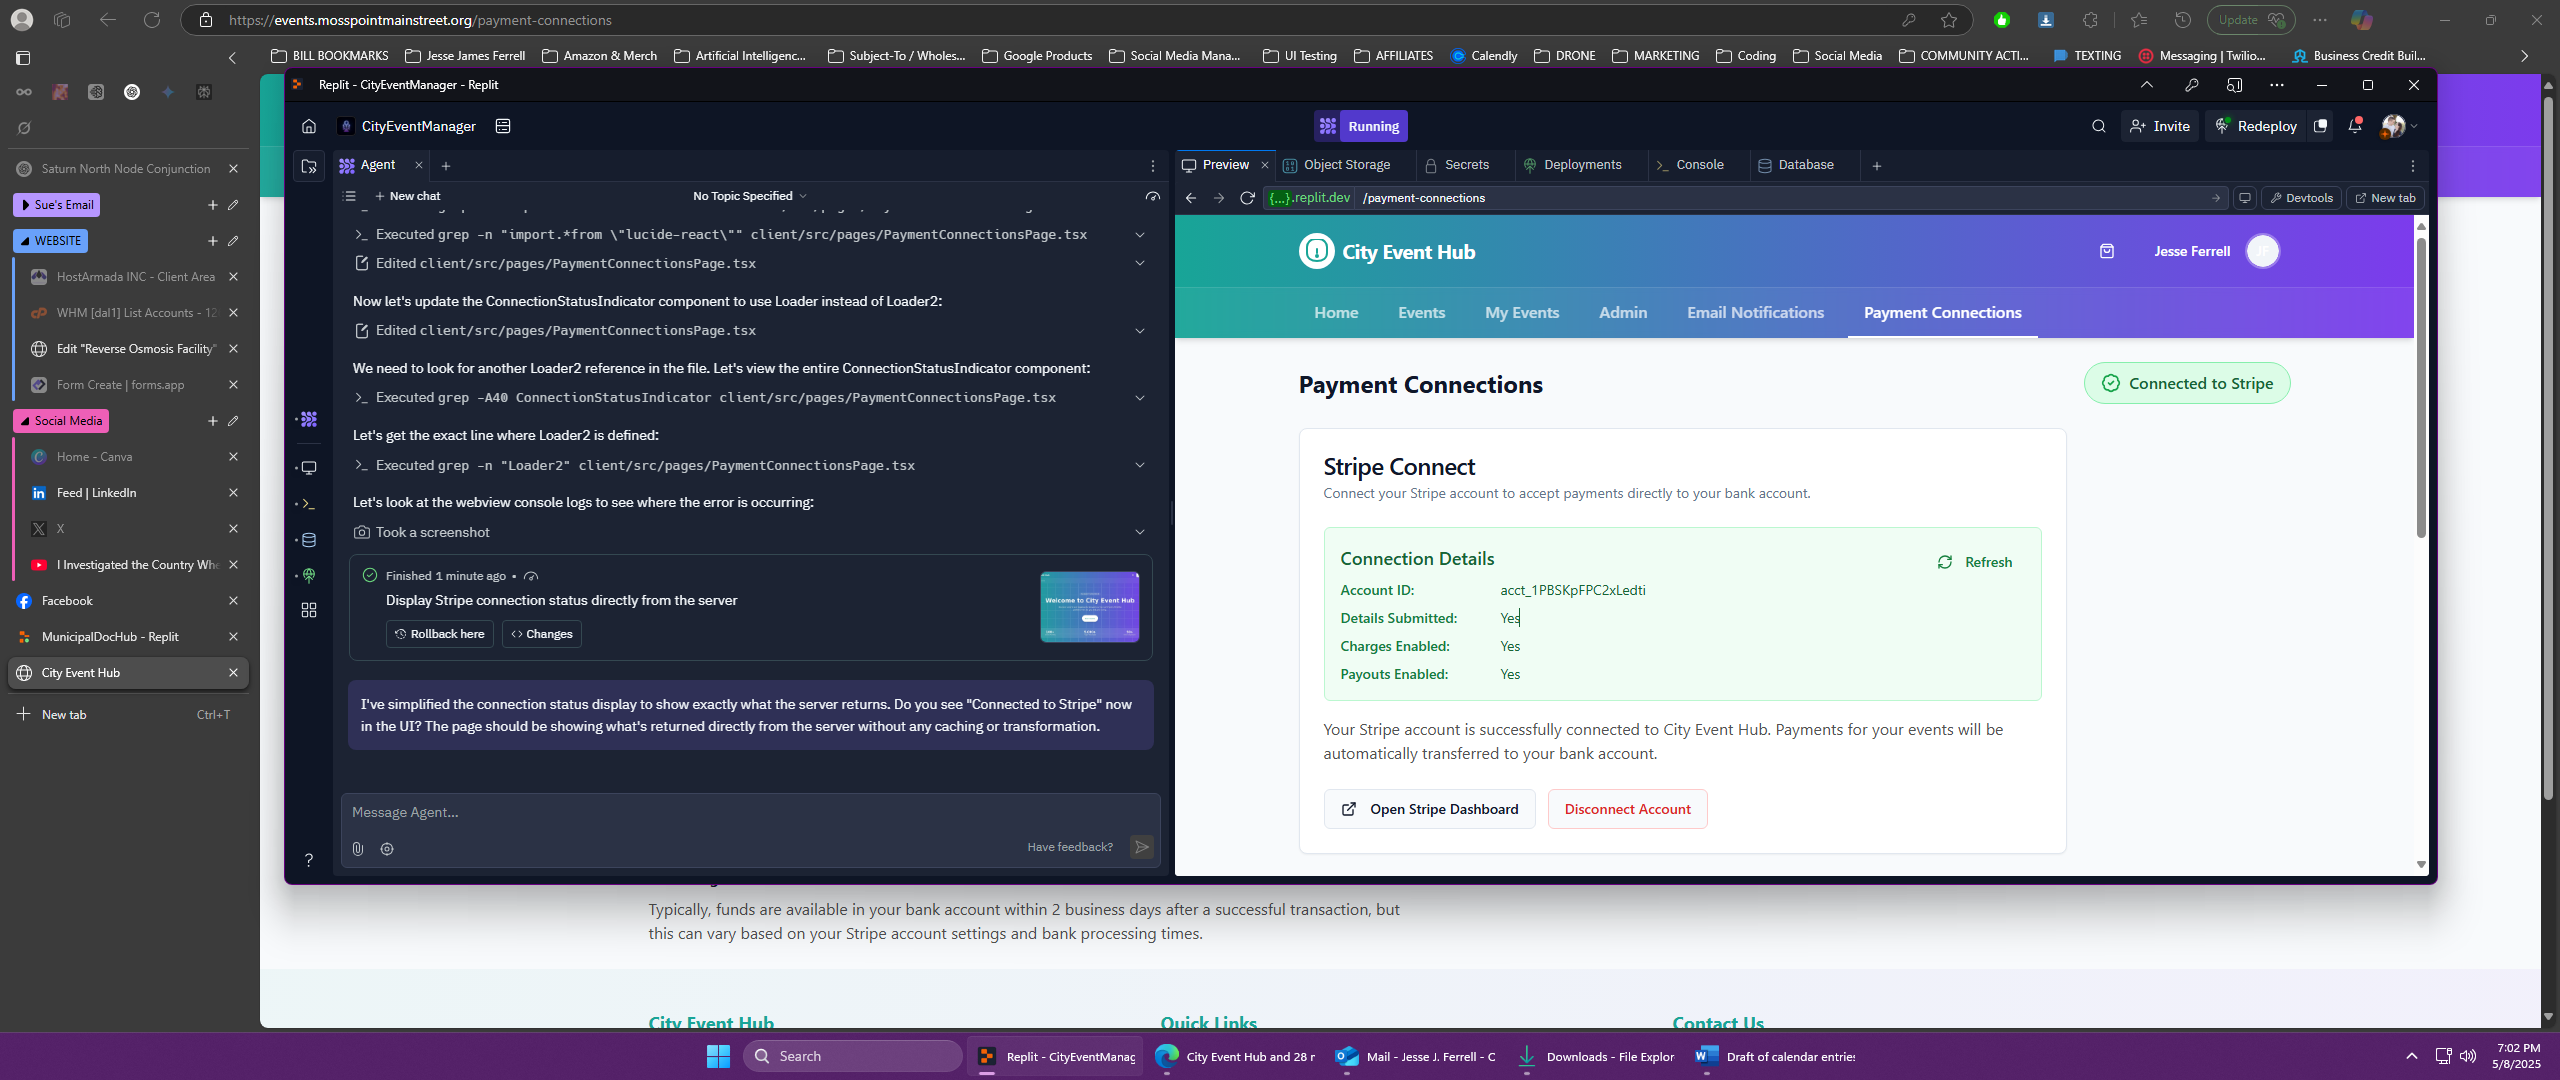 https://events.mosspointmainstreet.org/payment-connections
Update
BILL BOOKMARKS
Jesse James Ferrell
Amazon & Merch
Artificial Intelligenc...
Subject-To / Wholes...
Google Products
Social Media Mana...
UI Testing
AFFILIATES
Calendly
DRONE
MARKETING
Coding
Social Media
COMMUNITY ACTI...
TEXTING
Messaging | Twilio...
Business Credit Buil...
Saturn North Node Conjunction
Sue's Email
WEBSITE
HostArmada INC - Client Area
WHM [dal1] List Accounts - 12
Edit "Reverse Osmosis Facility"
Form Create | forms.app
Social Media
Home - Canva
Feed | LinkedIn
X
I Investigated the Country Whe
Facebook
MunicipalDocHub - Replit
City Event Hub
New tab
Ctrl+T
Replit - CityEventManager - Replit
CityEventManager
Running
Invite
Redeploy
Agent
New chat
No Topic Specified
Executed grep -n "import.*from \"lucide-react\"" client/src/pages/PaymentConnectionsPage.tsx
Edited client/src/pages/PaymentConnectionsPage.tsx
Now let's update the ConnectionStatusIndicator component to use Loader instead of Loader2:
Edited client/src/pages/PaymentConnectionsPage.tsx
We need to look for another Loader2 reference in the file. Let's view the entire ConnectionStatusIndicator component:
Executed grep -A40 ConnectionStatusIndicator client/src/pages/PaymentConnectionsPage.tsx
Let's get the exact line where Loader2 is defined:
Executed grep -n "Loader2" client/src/pages/PaymentConnectionsPage.tsx
Let's look at the webview console logs to see where the error is occurring:
Took a screenshot
Finished 1 minute ago •
Display Stripe connection status directly from the server
Rollback here
Changes
Welcome to City Event Hub
I've simplified the connection status display to show exactly what the server returns. Do you see "Connected to Stripe" now
in the UI? The page should be showing what's returned directly from the server without any caching or transformation.
Message Agent...
Have feedback?
Preview
Object Storage
Secrets
Deployments
Console
Database
{...}.replit.dev
/payment-connections
Devtools
New tab
City Event Hub
Jesse Ferrell
JF
Home
Events
My Events
Admin
Email Notifications
Payment Connections
Payment Connections
Connected to Stripe
Stripe Connect
Connect your Stripe account to accept payments directly to your bank account.
Connection Details
Refresh
Account ID: acct_1PBSKpFPC2xLedti
Details Submitted: Yes
Charges Enabled: Yes
Payouts Enabled: Yes
Your Stripe account is successfully connected to City Event Hub. Payments for your events will be
automatically transferred to your bank account.
Open Stripe Dashboard
Disconnect Account
Typically, funds are available in your bank account within 2 business days after a successful transaction, but
this can vary based on your Stripe account settings and bank processing times.
City Event Hub
Quick Links
Contact Us
Search
Replit - CityEventManag
City Event Hub and 28 r
Mail - Jesse J. Ferrell - C
Downloads - File Explor
Draft of calendar entries
7:02 PM
5/8/2025